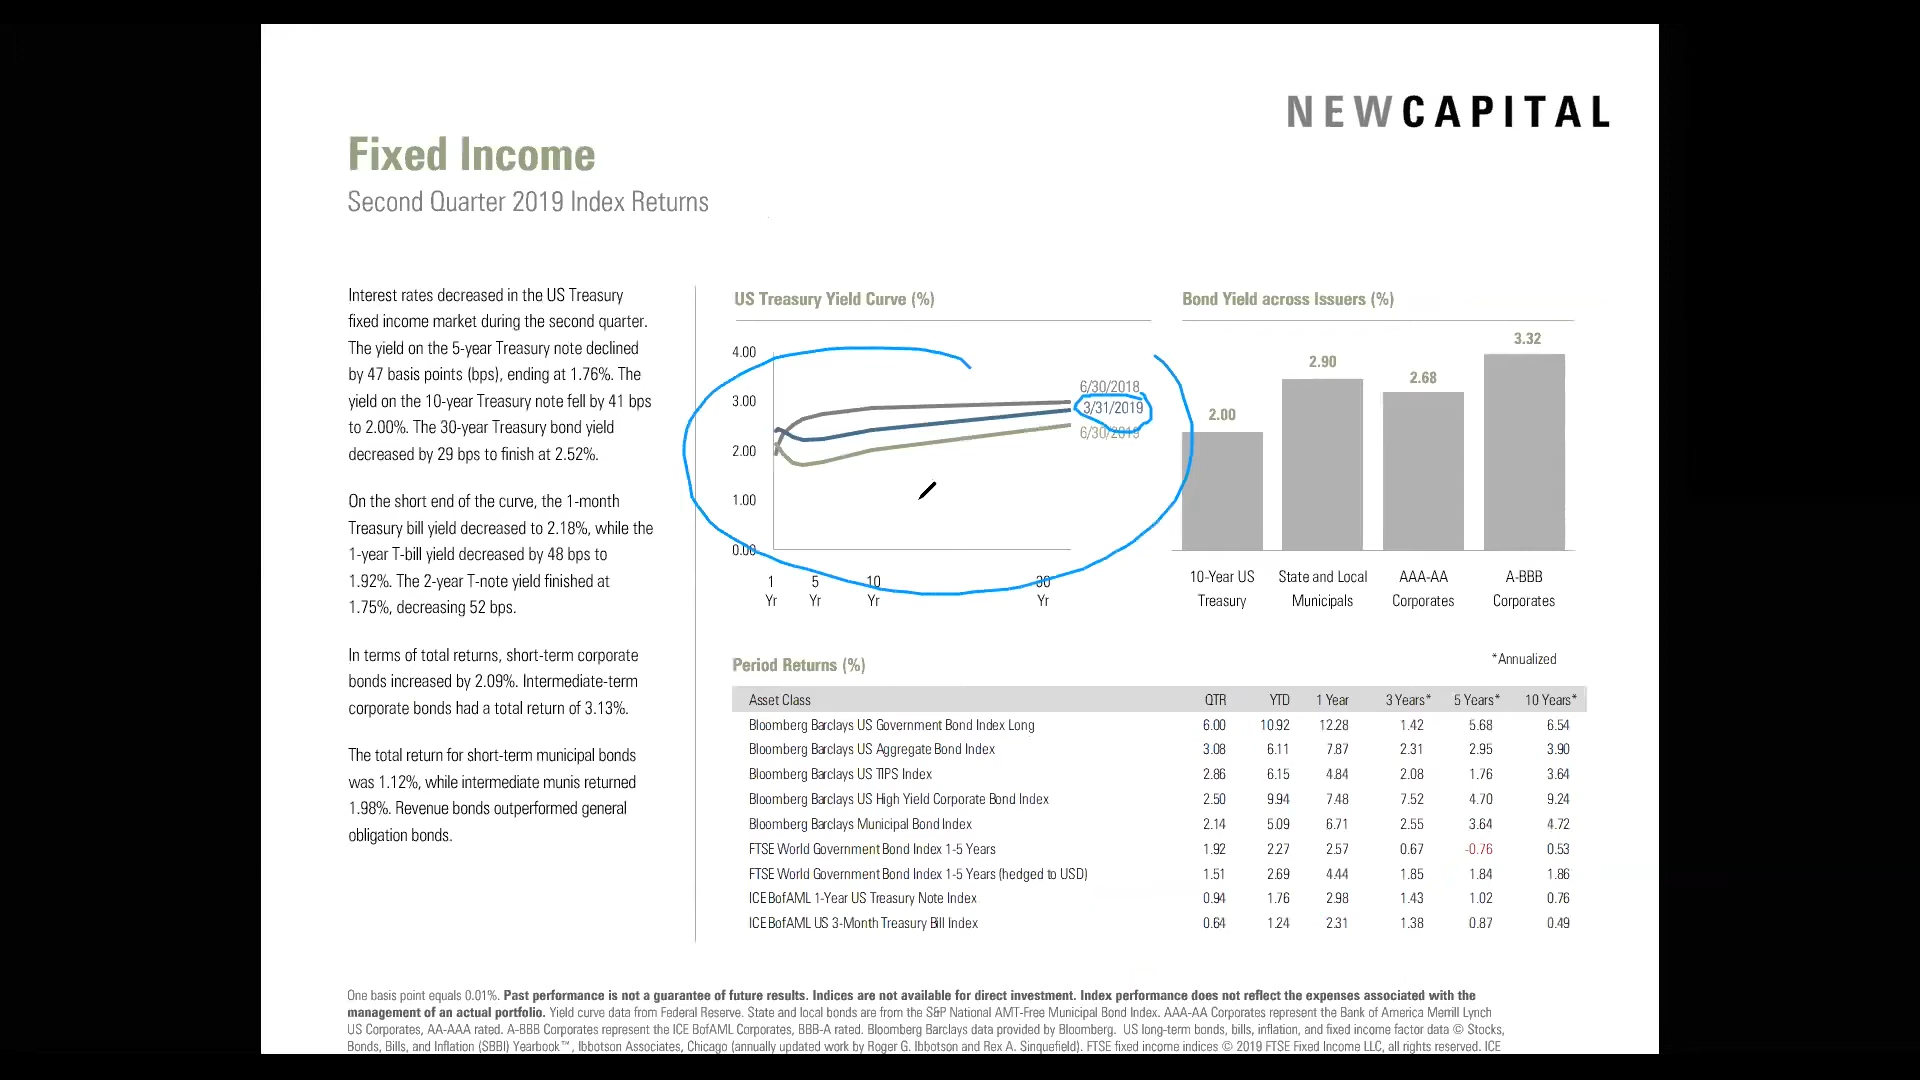 NEWCAPITAL
Fixed Income
Second Quarter 2019 Index Returns
Interest rates decreased in the US Treasury
fixed income market during the second quarter.
The yield on the 5-year Treasury note declined
by 47 basis points (bps), ending at 1.76%. The
yield on the 10-year Treasury note fell by 41 bps
to 2.00%. The 30-year Treasury bond yield
decreased by 29 bps to finish at 2.52%.
On the short end of the curve, the 1-month
Treasury bill yield decreased to 2.18%, while the
1-year T-bill yield decreased by 48 bps to
1.92%. The 2-year T-note yield finished at
1.75%, decreasing 52 bps.
In terms of total returns, short-term corporate
bonds increased by 2.09%. Intermediate-term
corporate bonds had a total return of 3.13%.
The total return for short-term municipal bonds
was 1.12%, while intermediate munis returned
1.98%. Revenue bonds outperformed general
obligation bonds.
US Treasury Yield Curve (%)
4.00
3.00
2.00
1.00
0.00
6/30/2018
3/31/2019
6/30/2019
1 5 10 30
Yr Yr Yr Yr
Bond Yield across Issuers (%)
2.00 2.90 2.68 3.32
10-Year US State and Local AAA-AA A-BBB
Treasury Municipals Corporates Corporates
Period Returns (%) *Annualized
Asset Class QTR YTD 1 Year 3 Years* 5 Years* 10 Years*
Bloomberg Barclays US Government Bond Index Long 6.00 10.92 12.28 1.42 5.68 6.54
Bloomberg Barclays US Aggregate Bond Index 3.08 6.11 7.87 2.31 2.95 3.90
Bloomberg Barclays US TIPS Index 2.86 6.15 4.84 2.08 1.76 3.64
Bloomberg Barclays US High Yield Corporate Bond Index 2.50 9.94 7.48 7.52 4.70 9.24
Bloomberg Barclays Municipal Bond Index 2.14 5.09 6.71 2.55 3.64 4.72
FTSE World Government Bond Index 1-5 Years 1.92 2.27 2.57 0.67 -0.76 0.53
FTSE World Government Bond Index 1-5 Years (hedged to USD) 1.51 2.69 4.44 1.85 1.84 1.86
ICE BofAML 1-Year US Treasury Note Index 0.94 1.76 2.98 1.43 1.02 0.76
ICE BofAML US 3-Month Treasury Bill Index 0.64 1.24 2.31 1.38 0.87 0.49
One basis point equals 0.01%. Past performance is not a guarantee of future results. Indices are not available for direct investment. Index performance does not reflect the expenses associated with the
management of an actual portfolio. Yield curve data from Federal Reserve. State and local bonds are from the S&P National AMT-Free Municipal Bond Index. AAA-AA Corporates represent the Bank of America Merrill Lynch
US Corporates, AA-AAA rated. A-BBB Corporates represent the ICE BofAML Corporates, BBB-A rated. Bloomberg Barclays data provided by Bloomberg. US long-term bonds, bills, inflation, and fixed income factor data © Stocks,
Bonds, Bills, and Inflation (SBBI) Yearbook™, Ibbotson Associates, Chicago (annually updated work by Roger G. Ibbotson and Rex A. Sinquefield). FTSE fixed income indices © 2019 FTSE Fixed Income LLC, all rights reserved. ICE